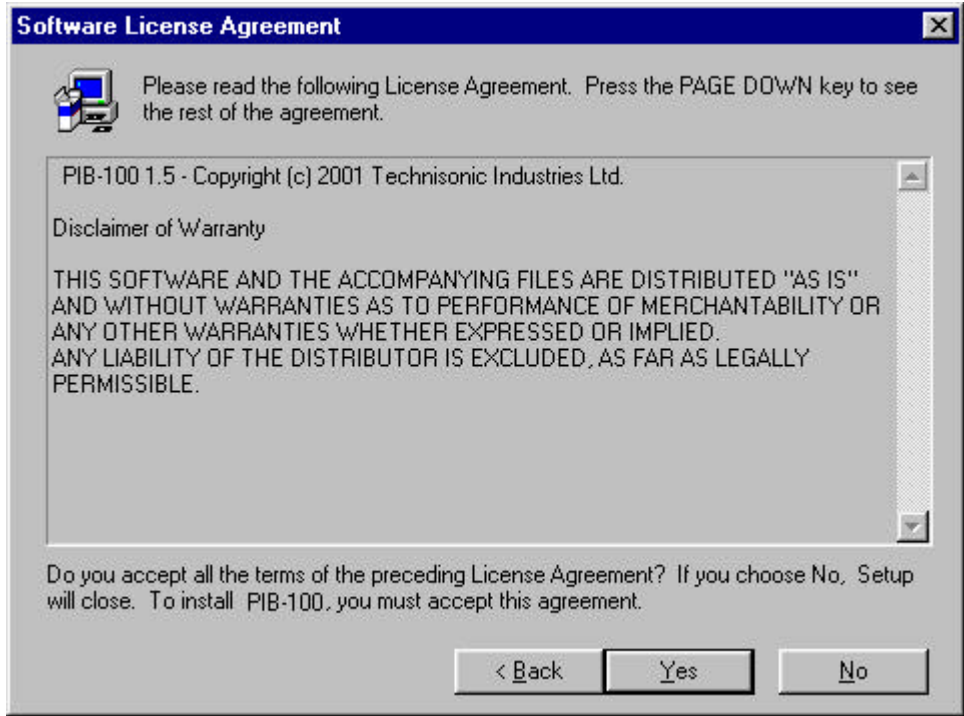 Software License Agreement
Please read the following License Agreement. Press the PAGE DOWN key to see
the rest of the agreement.
PIB-100 1.5 - Copyright (c) 2001 Technisonic Industries Ltd.
Disclaimer of Warranty
THIS SOFTWARE AND THE ACCOMPANYING FILES ARE DISTRIBUTED "AS IS"
AND WITHOUT WARRANTIES AS TO PERFORMANCE OF MERCHANTABILITY OR
ANY OTHER WARRANTIES WHETHER EXPRESSED OR IMPLIED.
ANY LIABILITY OF THE DISTRIBUTOR IS EXCLUDED, AS FAR AS LEGALLY
PERMISSIBLE.
Do you accept all the terms of the preceding License Agreement? If you choose No, Setup
will close. To install PIB-100, you must accept this agreement.
< Back Yes No